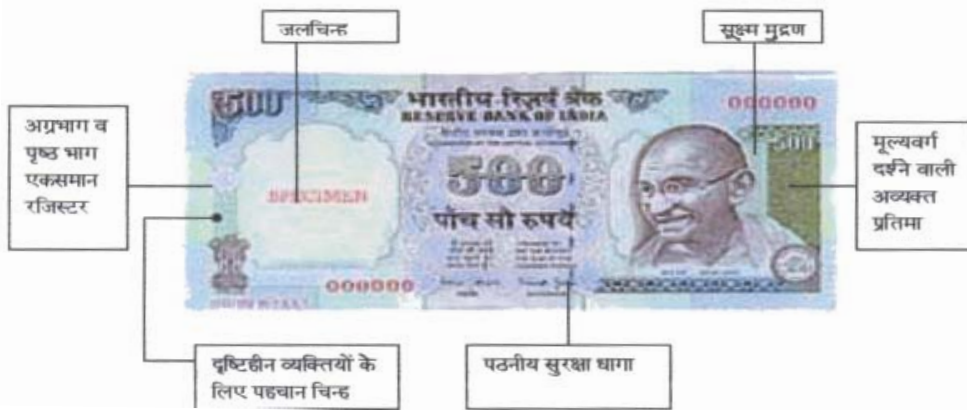 जलचिन्ह
सूक्ष्म मुद्रण
अग्रभाग व
पृष्ठ भाग
एकसमान
रजिस्टर
मूल्यवर्ग
दर्शने वाली
अव्यक्त
प्रतिमा
500
भारतीय रिज़र्व बैंक
RESERVE BANK OF INDIA
000000
500
500
SPECIMEN
पाँच सौ रुपये
000000
दृष्टिहीन व्यक्तियों के
लिए पहचान चिन्ह
पठनीय सुरक्षा धागा